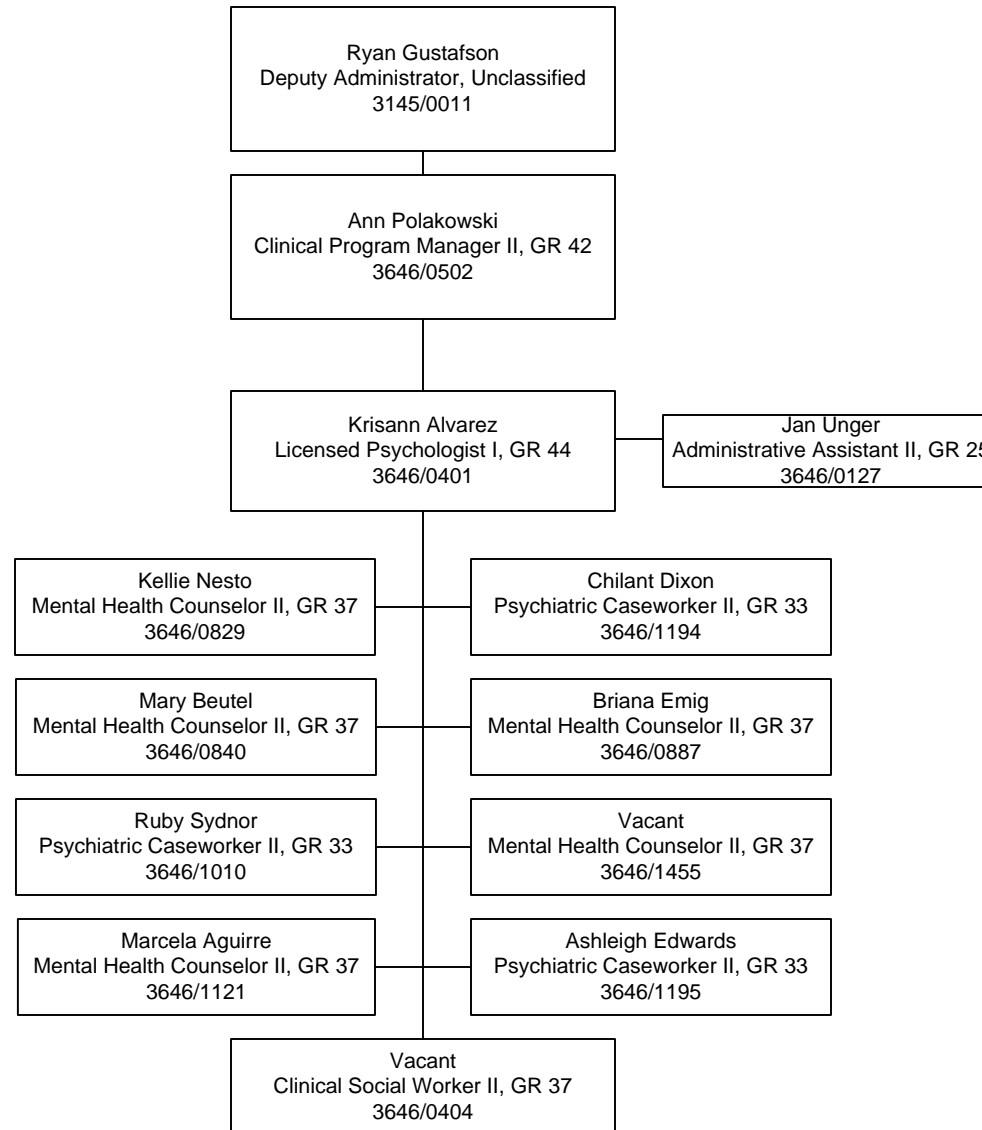 Ryan Gustafson
Deputy Administrator, Unclassified
3145/0011
Ann Polakowski
Clinical Program Manager II, GR 42
3646/0502
Krisann Alvarez
Licensed Psychologist I, GR 44
3646/0401
Jan Unger
Administrative Assistant II, GR 25
3646/0127
Kellie Nesto
Mental Health Counselor II, GR 37
3646/0829
Chilant Dixon
Psychiatric Caseworker II, GR 33
3646/1194
Mary Beutel
Mental Health Counselor II, GR 37
3646/0840
Briana Emig
Mental Health Counselor II, GR 37
3646/0887
Ruby Sydnor
Psychiatric Caseworker II, GR 33
3646/1010
Vacant
Mental Health Counselor II, GR 37
3646/1455
Marcela Aguirre
Mental Health Counselor II, GR 37
3646/1121
Ashleigh Edwards
Psychiatric Caseworker II, GR 33
3646/1195
Vacant
Clinical Social Worker II, GR 37
3646/0404